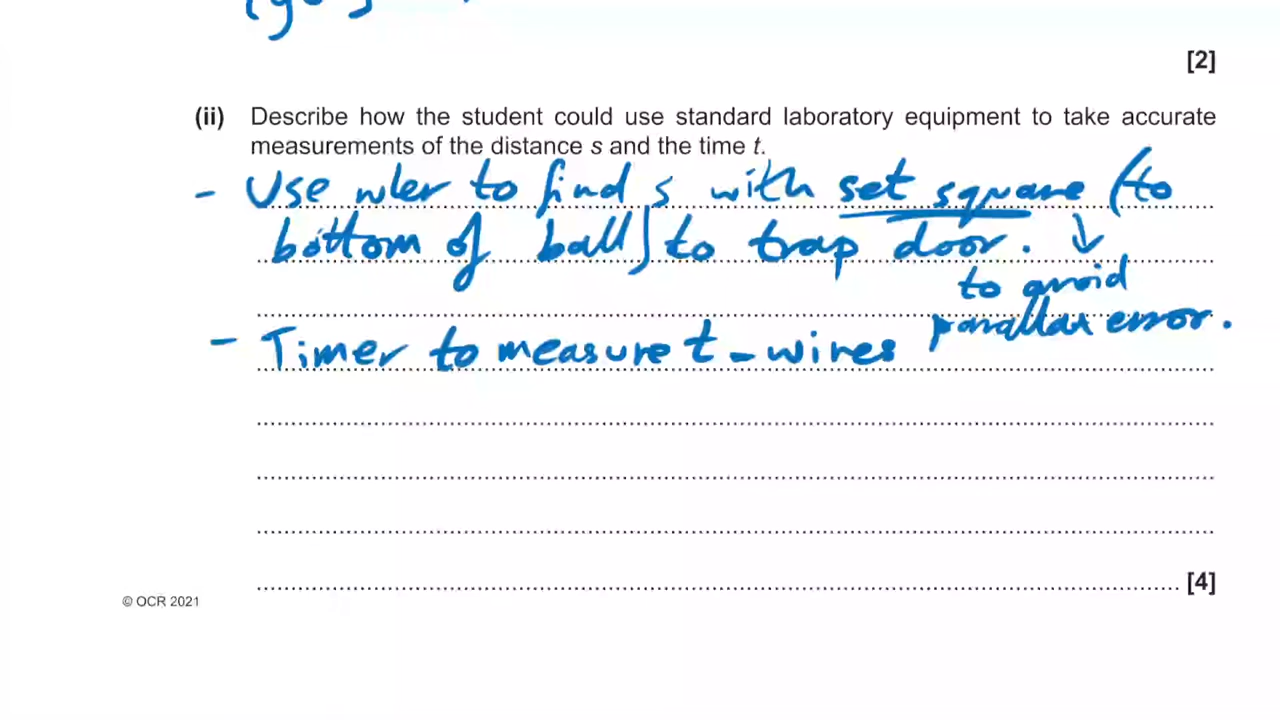 [2]
(ii) Describe how the student could use standard laboratory equipment to take accurate
measurements of the distance s and the time t.
- Use ruler to find s with set square (to
bottom of ball) to trap door. ↓
to avoid
parallax error.
- Timer to measure t - wires
[4]
© OCR 2021